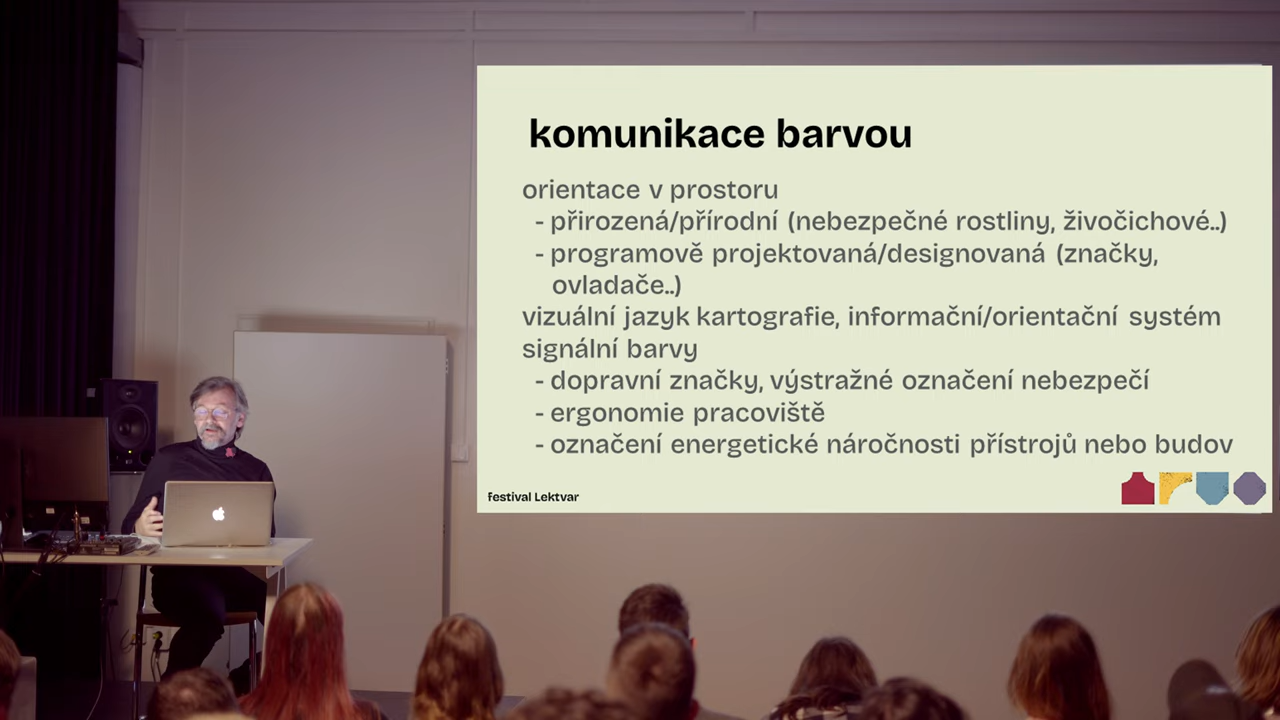 komunikace barvou
orientace v prostoru
- přirozená/přírodní (nebezpečné rostliny, živočichové..)
- programově projektovaná/designovaná (značky,
ovladače..)
vizuální jazyk kartografie, informační/orientační systém
signální barvy
- dopravní značky, výstražné označení nebezpečí
- ergonomie pracoviště
- označení energetické náročnosti přístrojů nebo budov
festival Lektvar